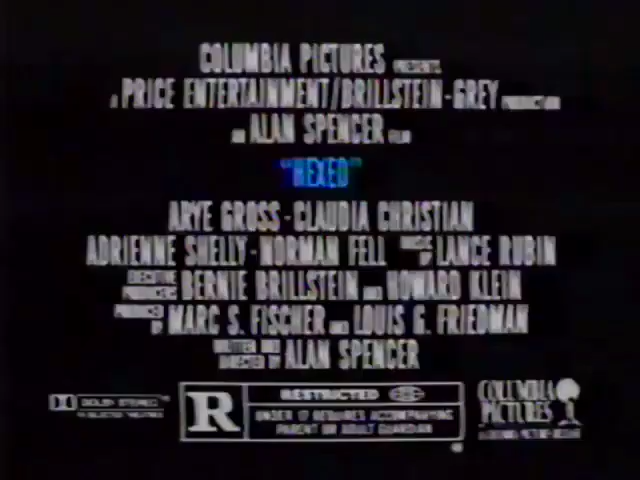 COLUMBIA PICTURES PRESENTS
A PRICE ENTERTAINMENT/BRILLSTEIN-GREY PRODUCTION
AN ALAN SPENCER FILM
"HEXED"
ARYE GROSS-CLAUDIA CHRISTIAN
ADRIENNE SHELLY-NORMAN FELL MUSIC BY LANCE RUBIN
EXECUTIVE PRODUCERS BERNIE BRILLSTEIN AND HOWARD KLEIN
PRODUCED BY MARC S. FISCHER AND LOUIS G. FRIEDMAN
WRITTEN AND DIRECTED BY ALAN SPENCER
DOLBY STEREO
IN SELECTED THEATRES
R RESTRICTED
UNDER 17 REQUIRES ACCOMPANYING
PARENT OR ADULT GUARDIAN
COLUMBIA
PICTURES